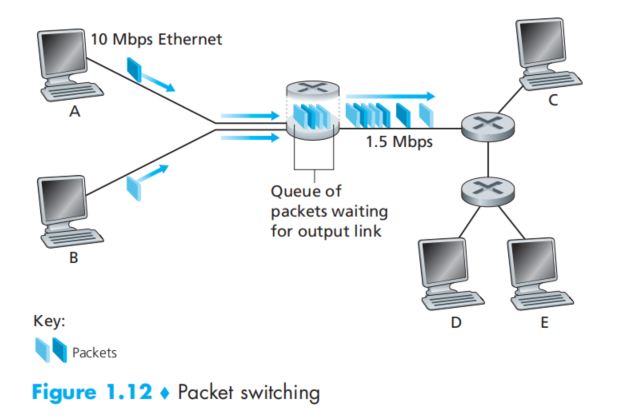 10 Mbps Ethernet
A
C
1.5 Mbps
Queue of
packets waiting
for output link
B
D
E
Key:
Packets
Figure 1.12 ♦ Packet switching